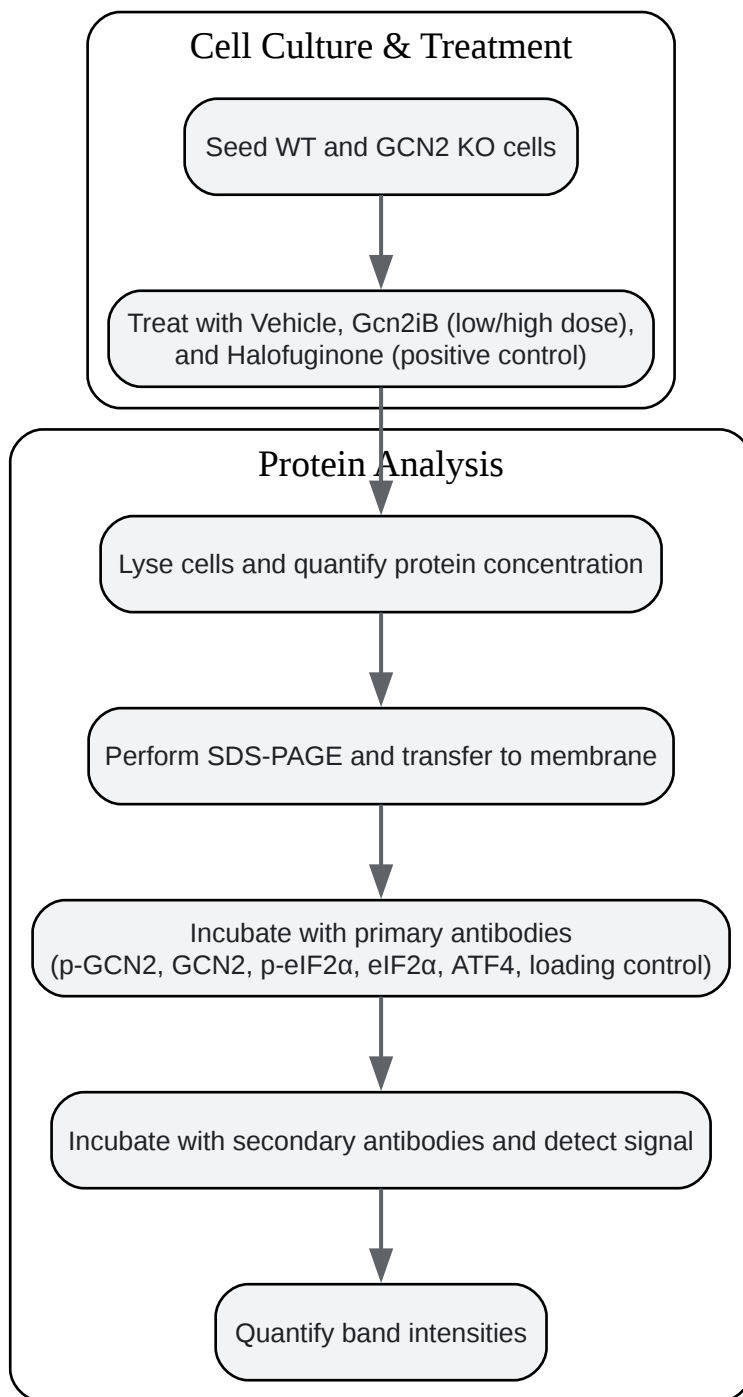 Cell Culture & Treatment
Seed WT and GCN2 KO cells
Treat with Vehicle, Gcn2iB (low/high dose),
and Halofuginone (positive control)
Protein Analysis
Lyse cells and quantify protein concentration
Perform SDS-PAGE and transfer to membrane
Incubate with primary antibodies
(p-GCN2, GCN2, p-eIF2α, eIF2α, ATF4, loading control)
Incubate with secondary antibodies and detect signal
Quantify band intensities